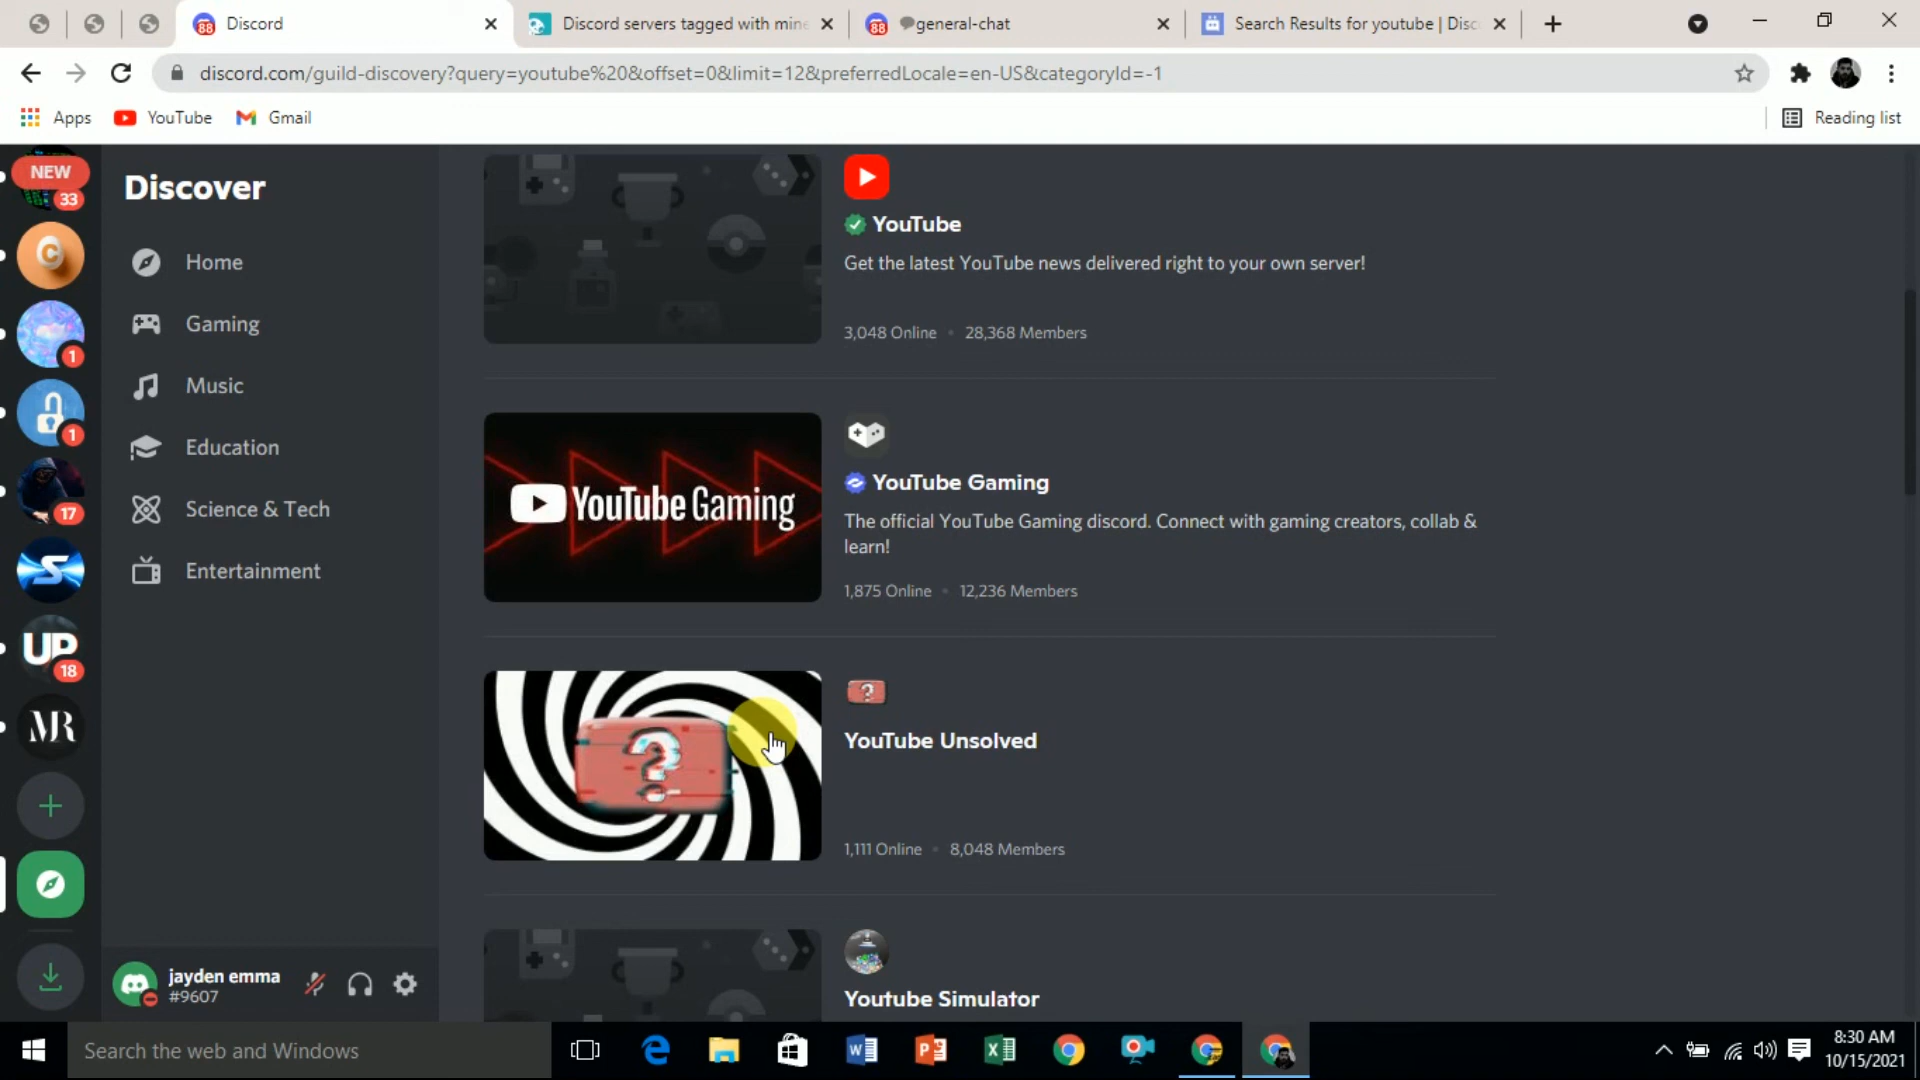 Discord
Discord servers tagged with mine
general-chat
Search Results for youtube | Disc
discord.com/guild-discovery?query=youtube%20&offset=0&limit=12&preferredLocale=en-US&categoryId=-1
Apps
YouTube
Gmail
Reading list
NEW
33
C
1
1
17
S
UP
18
MR
Discover
Home
Gaming
Music
Education
Science & Tech
Entertainment
jayden emma
#9607
YouTube
Get the latest YouTube news delivered right to your own server!
3,048 Online • 28,368 Members
YouTube Gaming
YouTube Gaming
The official YouTube Gaming discord. Connect with gaming creators, collab &
learn!
1,875 Online • 12,236 Members
?
?
YouTube Unsolved
1,111 Online • 8,048 Members
Youtube Simulator
Search the web and Windows
8:30 AM
10/15/2021